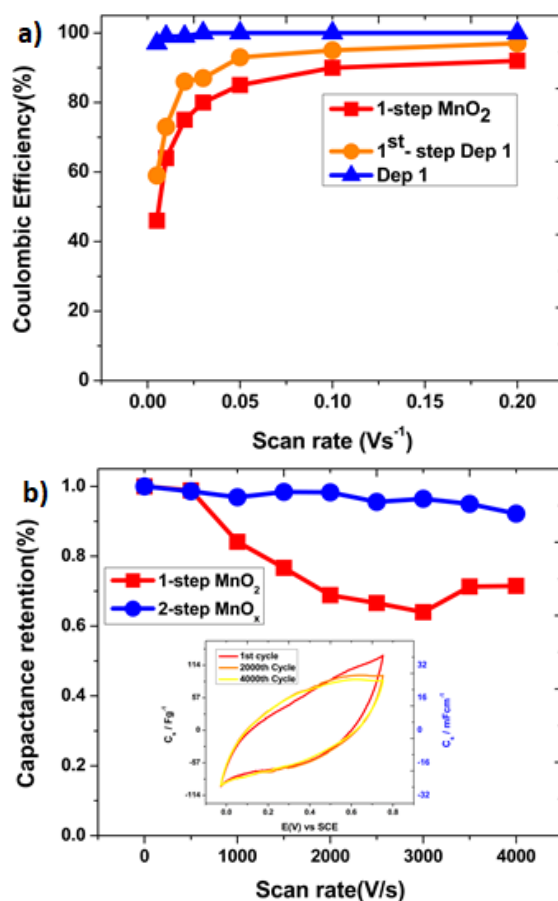 a)
Coulombic Efficiency(%)
100
80
60
40
20
0
1-step MnO2
1st- step Dep 1
Dep 1
0.00 0.05 0.10 0.15 0.20
Scan rate (Vs-1)
b)
Capactance retention(%)
1.0
0.8
0.6
0.4
0.2
0.0
1-step MnO2
2-step MnOx
1st cycle
2000th Cycle
4000th Cycle
Cs / Fg-1
114
57
0
-57
-114
32
16
0
-16
-32
Cs / mFcm-1
0.0 0.2 0.4 0.6 0.8
E(V) vs SCE
0 1000 2000 3000 4000
Scan rate(V/s)